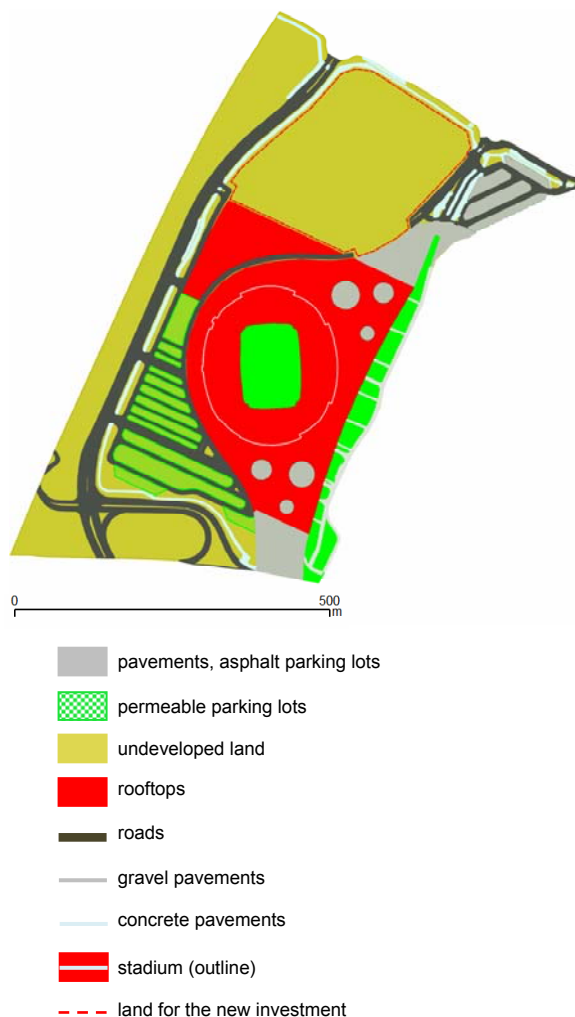 0 500
m
pavements, asphalt parking lots
permeable parking lots
undeveloped land
rooftops
roads
gravel pavements
concrete pavements
stadium (outline)
land for the new investment